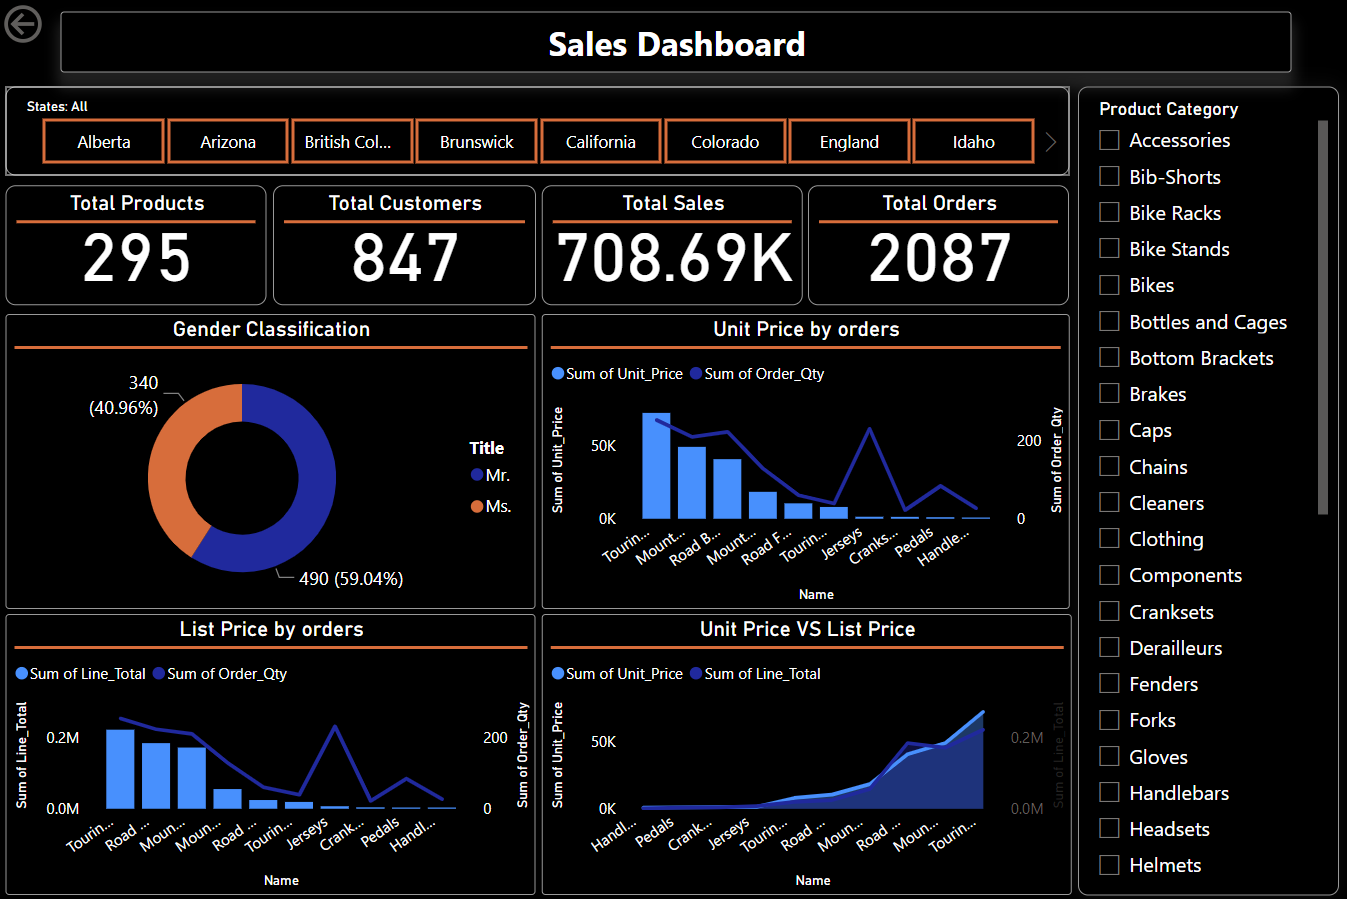 Sales Dashboard
States: All
Alberta
Arizona
British Col...
Brunswick
California
Colorado
England
Idaho
Total Products
295
Total Customers
847
Total Sales
708.69K
Total Orders
2087
Gender Classification
340
(40.96%)
490 (59.04%)
Title
Mr.
Ms.
Unit Price by orders
Sum of Unit_Price
Sum of Order_Qty
Sum of Unit_Price
50K
0K
200
0
Sum of Order_Qty
Tourin...
Mount...
Road B...
Mount...
Road F...
Tourin...
Jerseys
Cranks...
Pedals
Handle...
Name
List Price by orders
Sum of Line_Total
Sum of Order_Qty
Sum of Line_Total
0.2M
0.0M
200
0
Sum of Order_Qty
Tourin...
Road ...
Moun...
Moun...
Road ...
Tourin...
Jerseys
Crank...
Pedals
Handl...
Name
Unit Price VS List Price
Sum of Unit_Price
Sum of Line_Total
Sum of Unit_Price
50K
0K
0.2M
0.0M
Sum of Line_Total
Handl...
Pedals
Crank...
Jerseys
Tourin...
Road ...
Moun...
Road ...
Moun...
Tourin...
Name
Product Category
Accessories
Bib-Shorts
Bike Racks
Bike Stands
Bikes
Bottles and Cages
Bottom Brackets
Brakes
Caps
Chains
Cleaners
Clothing
Components
Cranksets
Derailleurs
Fenders
Forks
Gloves
Handlebars
Headsets
Helmets